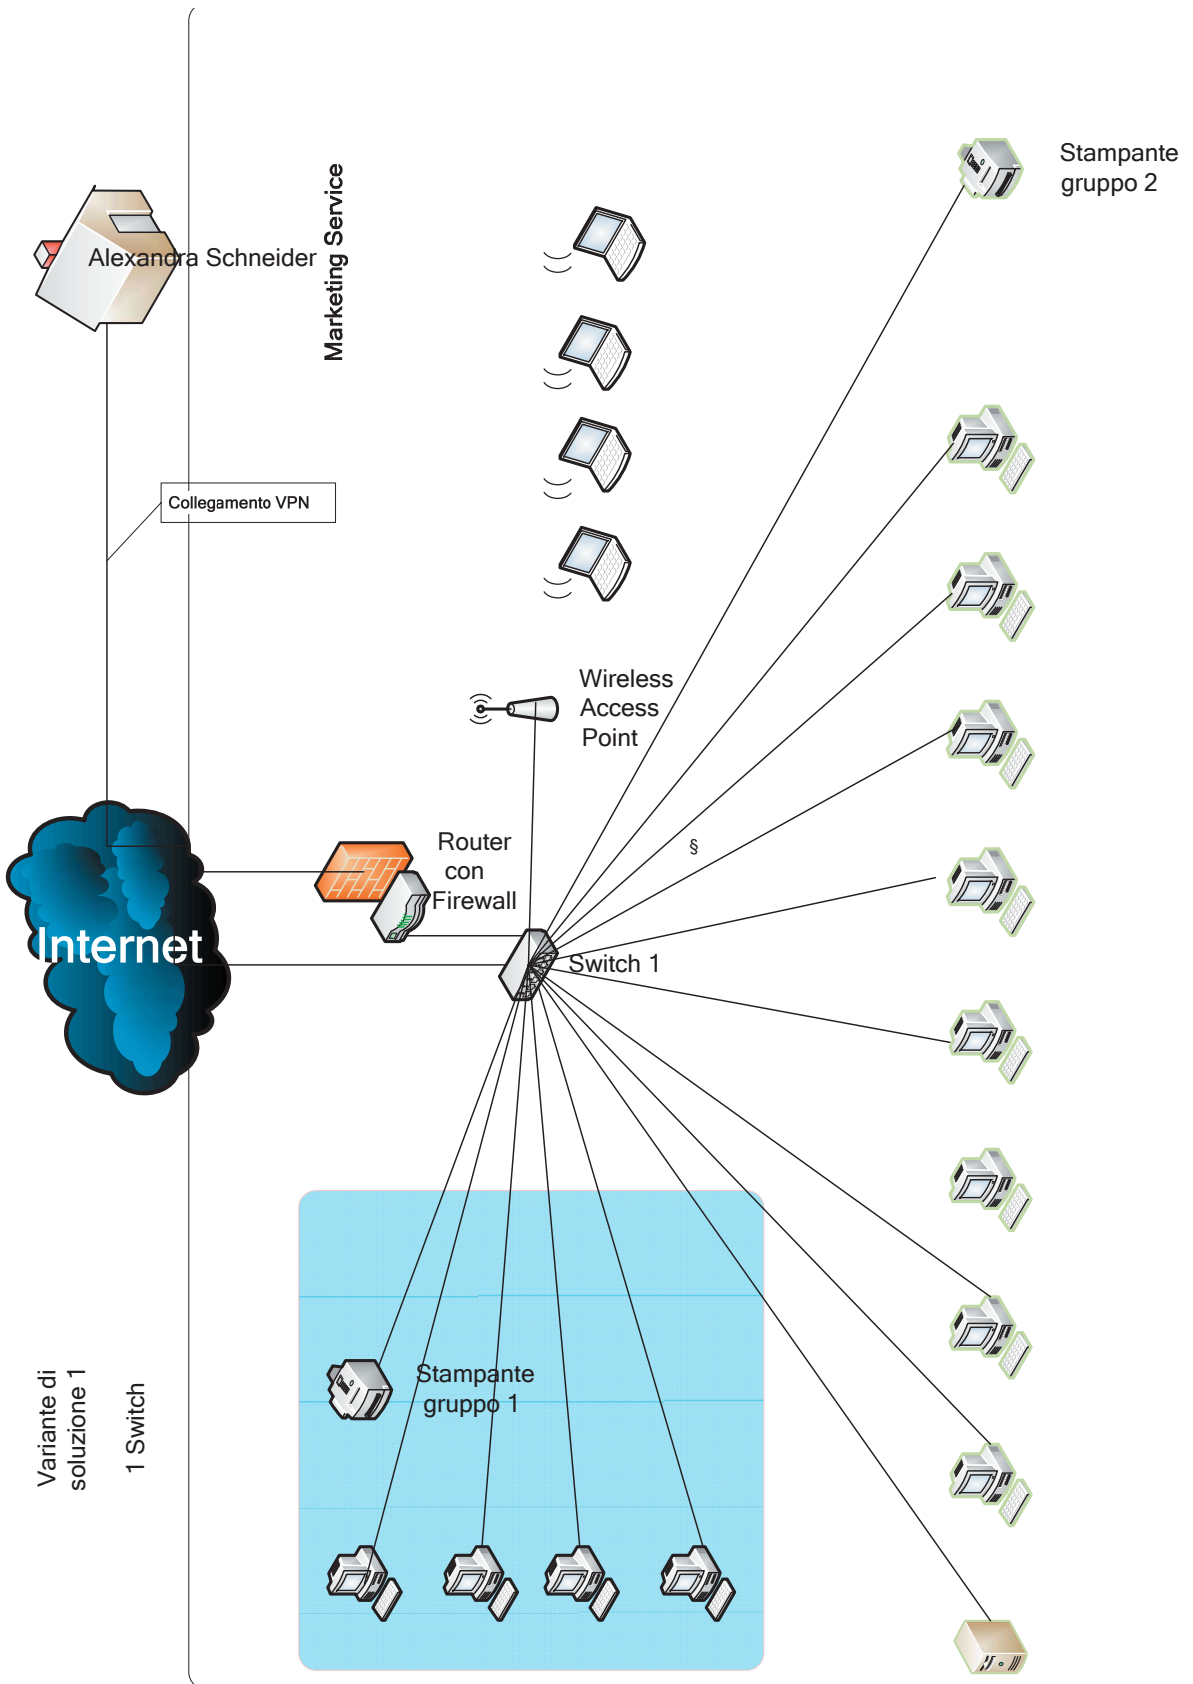 Stampante
gruppo 2
Alexandra Schneider
Marketing Service
Collegamento VPN
Wireless
Access
Point
Router
con
Firewall
§
Internet
Switch 1
Stampante
gruppo 1
Variante di
soluzione 1
1 Switch